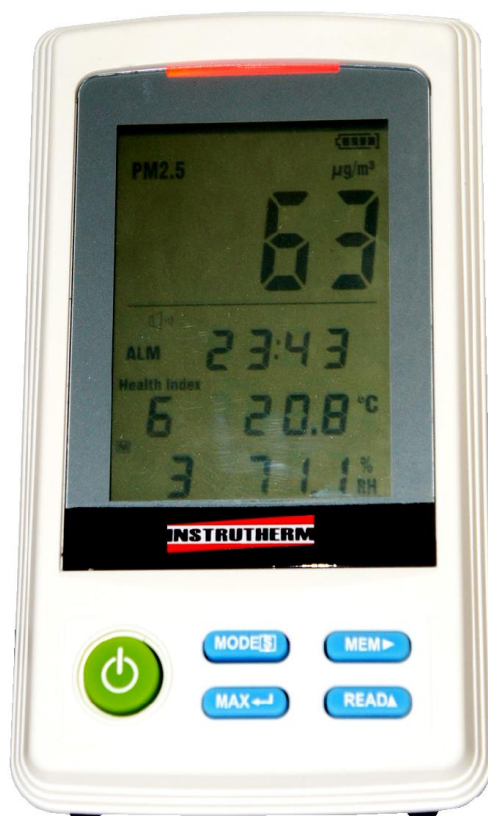 PM2.5 µg/m³
63
ALM 23:43
Health Index
6 20.8 °C
M
3 71.1 % RH
INSTRUTHERM
MODE S MEM►
MAX↵ READ▲